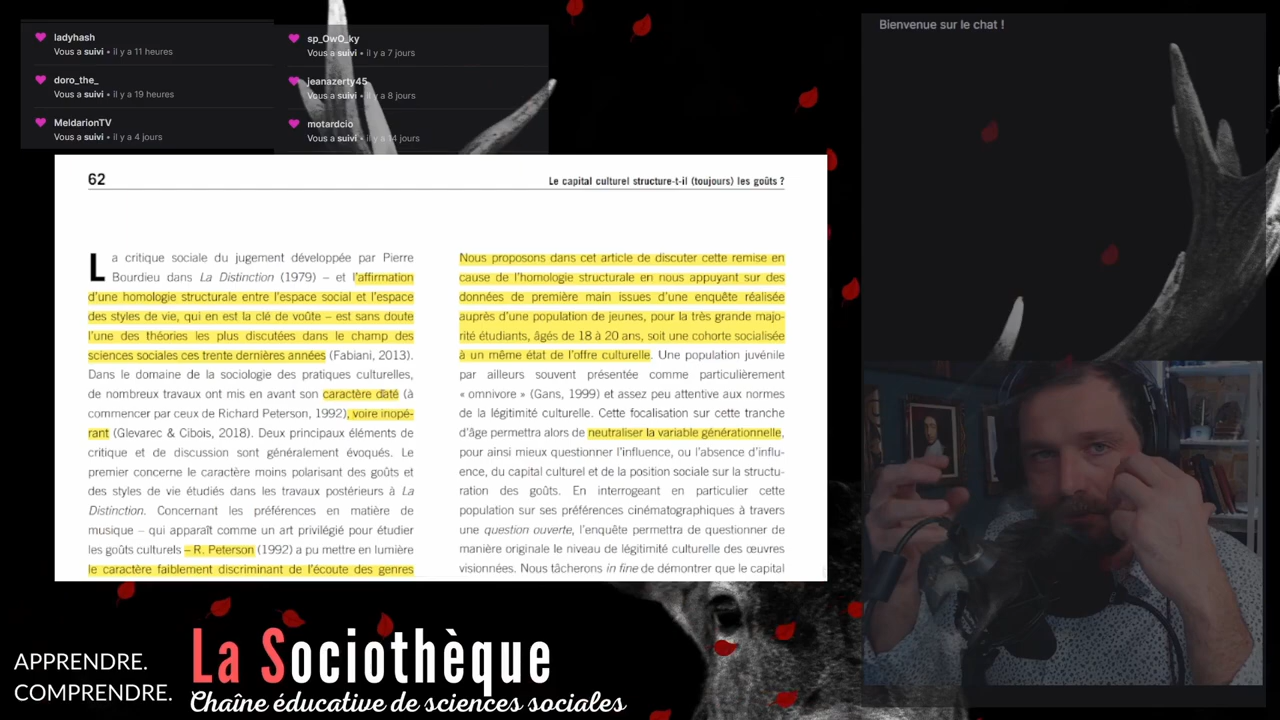 ladyhash
Vous a suivi • il y a 11 heures
doro_the_
Vous a suivi • il y a 19 heures
MeldarionTV
Vous a suivi • il y a 4 jours
sp_OwO_ky
Vous a suivi • il y a 7 jours
jeanazerty45
Vous a suivi • il y a 8 jours
motardcio
Vous a suivi • il y a 14 jours
Bienvenue sur le chat !
62
Le capital culturel structure-t-il (toujours) les goûts ?
La critique sociale du jugement développée par Pierre
Bourdieu dans La Distinction (1979) – et l'affirmation
d'une homologie structurale entre l'espace social et l'espace
des styles de vie, qui en est la clé de voûte – est sans doute
l'une des théories les plus discutées dans le champ des
sciences sociales ces trente dernières années (Fabiani, 2013).
Dans le domaine de la sociologie des pratiques culturelles,
de nombreux travaux ont mis en avant son caractère daté (à
commencer par ceux de Richard Peterson, 1992), voire inopé-
rant (Glevarec & Cibois, 2018). Deux principaux éléments de
critique et de discussion sont généralement évoqués. Le
premier concerne le caractère moins polarisant des goûts et
des styles de vie étudiés dans les travaux postérieurs à La
Distinction. Concernant les préférences en matière de
musique – qui apparaît comme un art privilégié pour étudier
les goûts culturels – R. Peterson (1992) a pu mettre en lumière
le caractère faiblement discriminant de l'écoute des genres
Nous proposons dans cet article de discuter cette remise en
cause de l'homologie structurale en nous appuyant sur des
données de première main issues d'une enquête réalisée
auprès d'une population de jeunes, pour la très grande majo-
rité étudiants, âgés de 18 à 20 ans, soit une cohorte socialisée
à un même état de l'offre culturelle. Une population juvénile
par ailleurs souvent présentée comme particulièrement
« omnivore » (Gans, 1999) et assez peu attentive aux normes
de la légitimité culturelle. Cette focalisation sur cette tranche
d'âge permettra alors de neutraliser la variable générationnelle,
pour ainsi mieux questionner l'influence, ou l'absence d'influ-
ence, du capital culturel et de la position sociale sur la structu-
ration des goûts. En interrogeant en particulier cette
population sur ses préférences cinématographiques à travers
une question ouverte, l'enquête permettra de questionner de
manière originale le niveau de légitimité culturelle des œuvres
visionnées. Nous tâcherons in fine de démontrer que le capital
APPRENDRE.
COMPRENDRE.
La Sociothèque
Chaîne éducative de sciences sociales